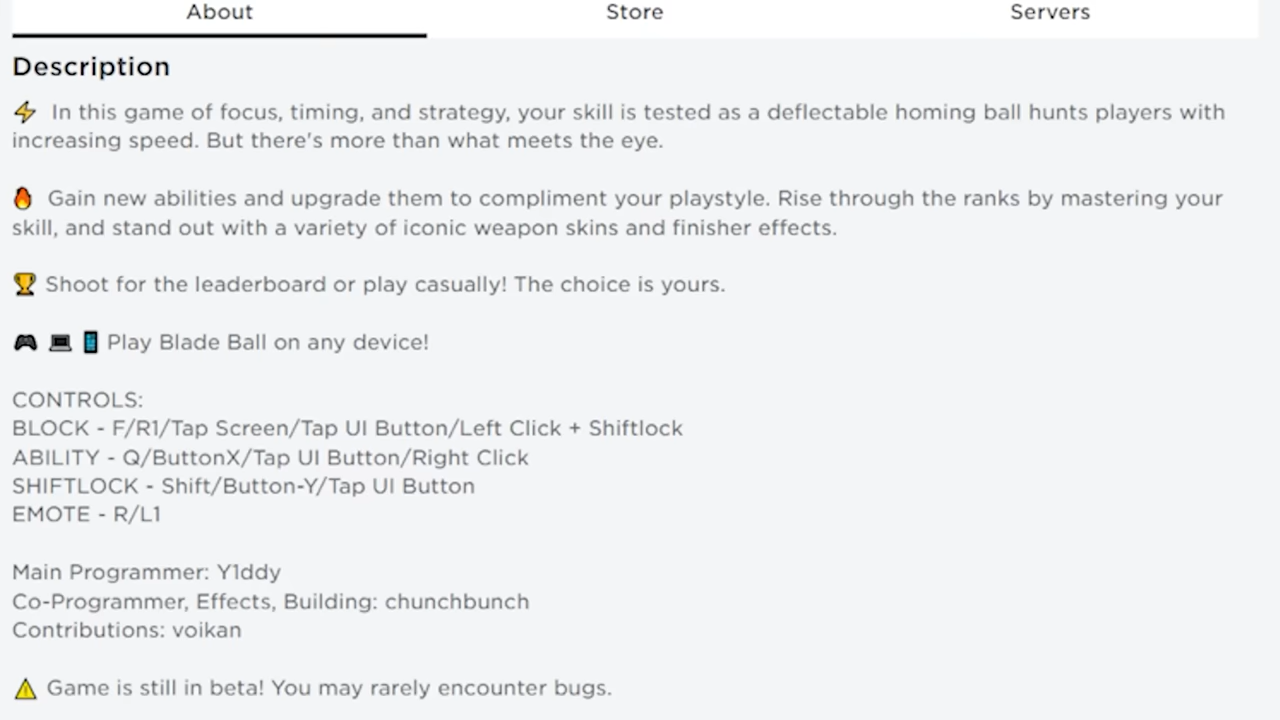 About Store Servers
Description
⚡ In this game of focus, timing, and strategy, your skill is tested as a deflectable homing ball hunts players with
increasing speed. But there's more than what meets the eye.
🔥 Gain new abilities and upgrade them to compliment your playstyle. Rise through the ranks by mastering your
skill, and stand out with a variety of iconic weapon skins and finisher effects.
🏆 Shoot for the leaderboard or play casually! The choice is yours.
🎮 💻 📱 Play Blade Ball on any device!
CONTROLS:
BLOCK - F/R1/Tap Screen/Tap UI Button/Left Click + Shiftlock
ABILITY - Q/ButtonX/Tap UI Button/Right Click
SHIFTLOCK - Shift/Button-Y/Tap UI Button
EMOTE - R/L1
Main Programmer: Y1ddy
Co-Programmer, Effects, Building: chunchbunch
Contributions: voikan
⚠️ Game is still in beta! You may rarely encounter bugs.